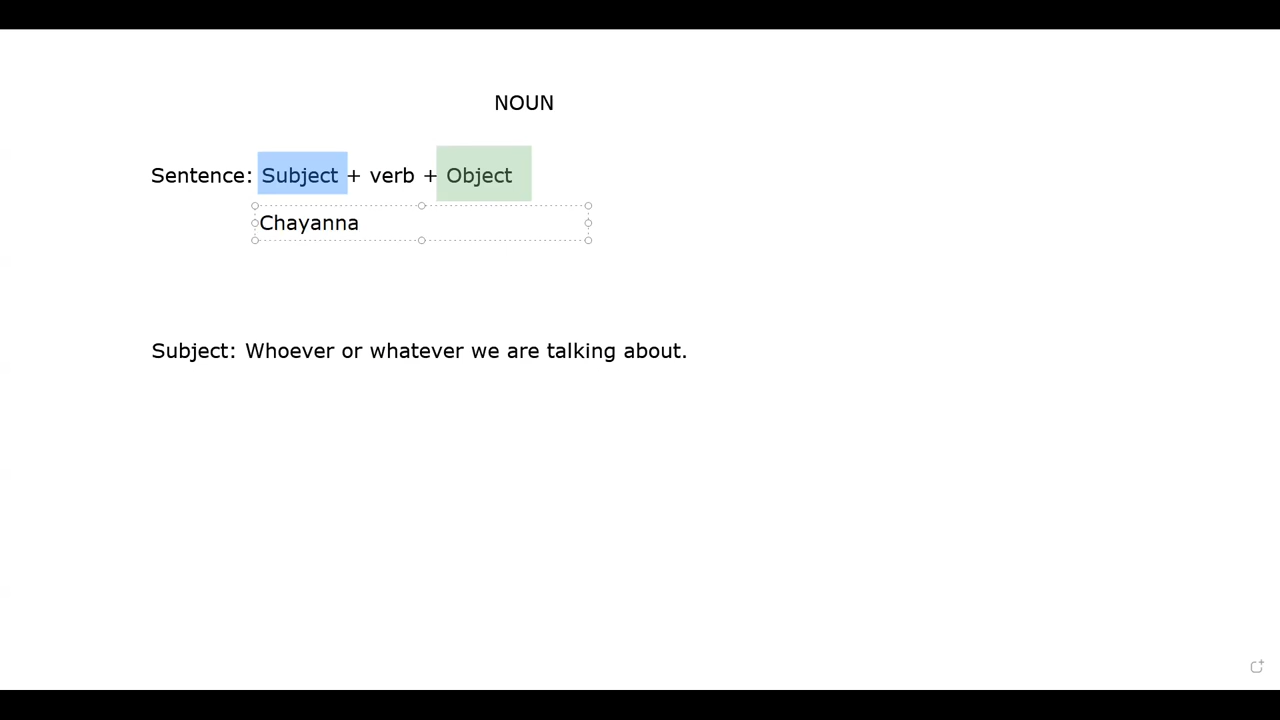 NOUN
Sentence: Subject + verb + Object
Chayanna
Subject: Whoever or whatever we are talking about.